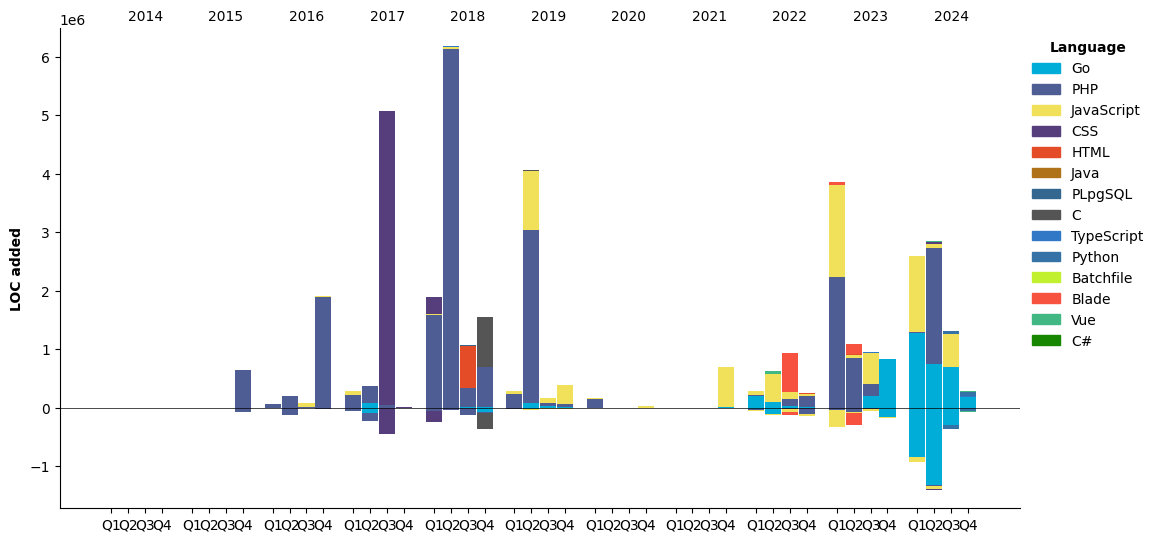 1e6
2014 2015 2016 2017 2018 2019 2020 2021 2022 2023 2024
6
5
4
3
2
1
0
−1
LOC added
Q1Q2Q3Q4 Q1Q2Q3Q4 Q1Q2Q3Q4 Q1Q2Q3Q4 Q1Q2Q3Q4 Q1Q2Q3Q4 Q1Q2Q3Q4 Q1Q2Q3Q4 Q1Q2Q3Q4 Q1Q2Q3Q4 Q1Q2Q3Q4
Language
Go
PHP
JavaScript
CSS
HTML
Java
PLpgSQL
C
TypeScript
Python
Batchfile
Blade
Vue
C#